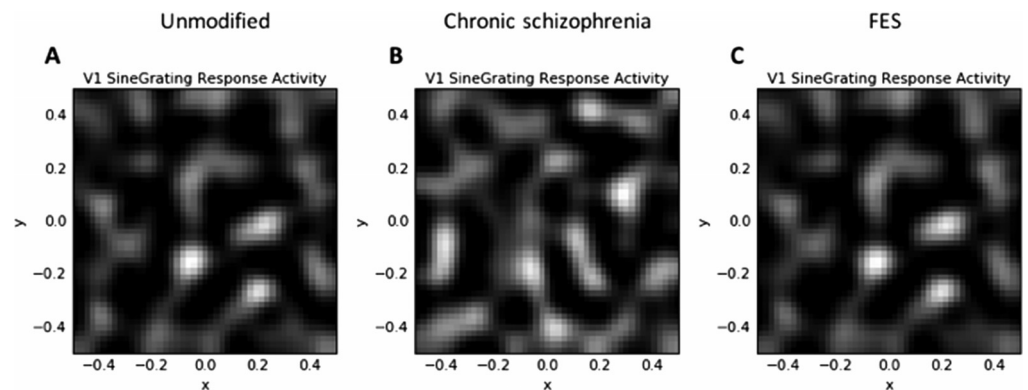 Unmodified
Chronic schizophrenia
FES
A
B
C
V1 SineGrating Response Activity
V1 SineGrating Response Activity
V1 SineGrating Response Activity
0.4
0.2
0.0
−0.2
−0.4
y
−0.4 −0.2 0.0 0.2 0.4
x
0.4
0.2
0.0
−0.2
−0.4
y
−0.4 −0.2 0.0 0.2 0.4
x
0.4
0.2
0.0
−0.2
−0.4
y
−0.4 −0.2 0.0 0.2 0.4
x